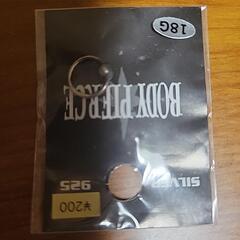 18G
BODY PIERCE
SILVER 925
¥200